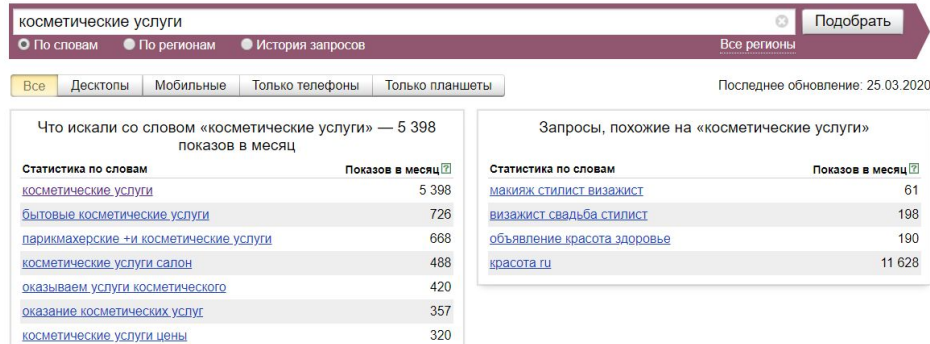 косметические услуги
Подобрать
По словам По регионам История запросов Все регионы
Все Десктопы Мобильные Только телефоны Только планшеты Последнее обновление: 25.03.2020
Что искали со словом «косметические услуги» — 5 398
показов в месяц
Статистика по словам Показов в месяц ?
косметические услуги 5 398
бытовые косметические услуги 726
парикмахерские +и косметические услуги 668
косметические услуги салон 488
оказываем услуги косметического 420
оказание косметических услуг 357
косметические услуги цены 320
Запросы, похожие на «косметические услуги»
Статистика по словам Показов в месяц ?
макияж стилист визажист 61
визажист свадьба стилист 198
объявление красота здоровье 190
красота ru 11 628